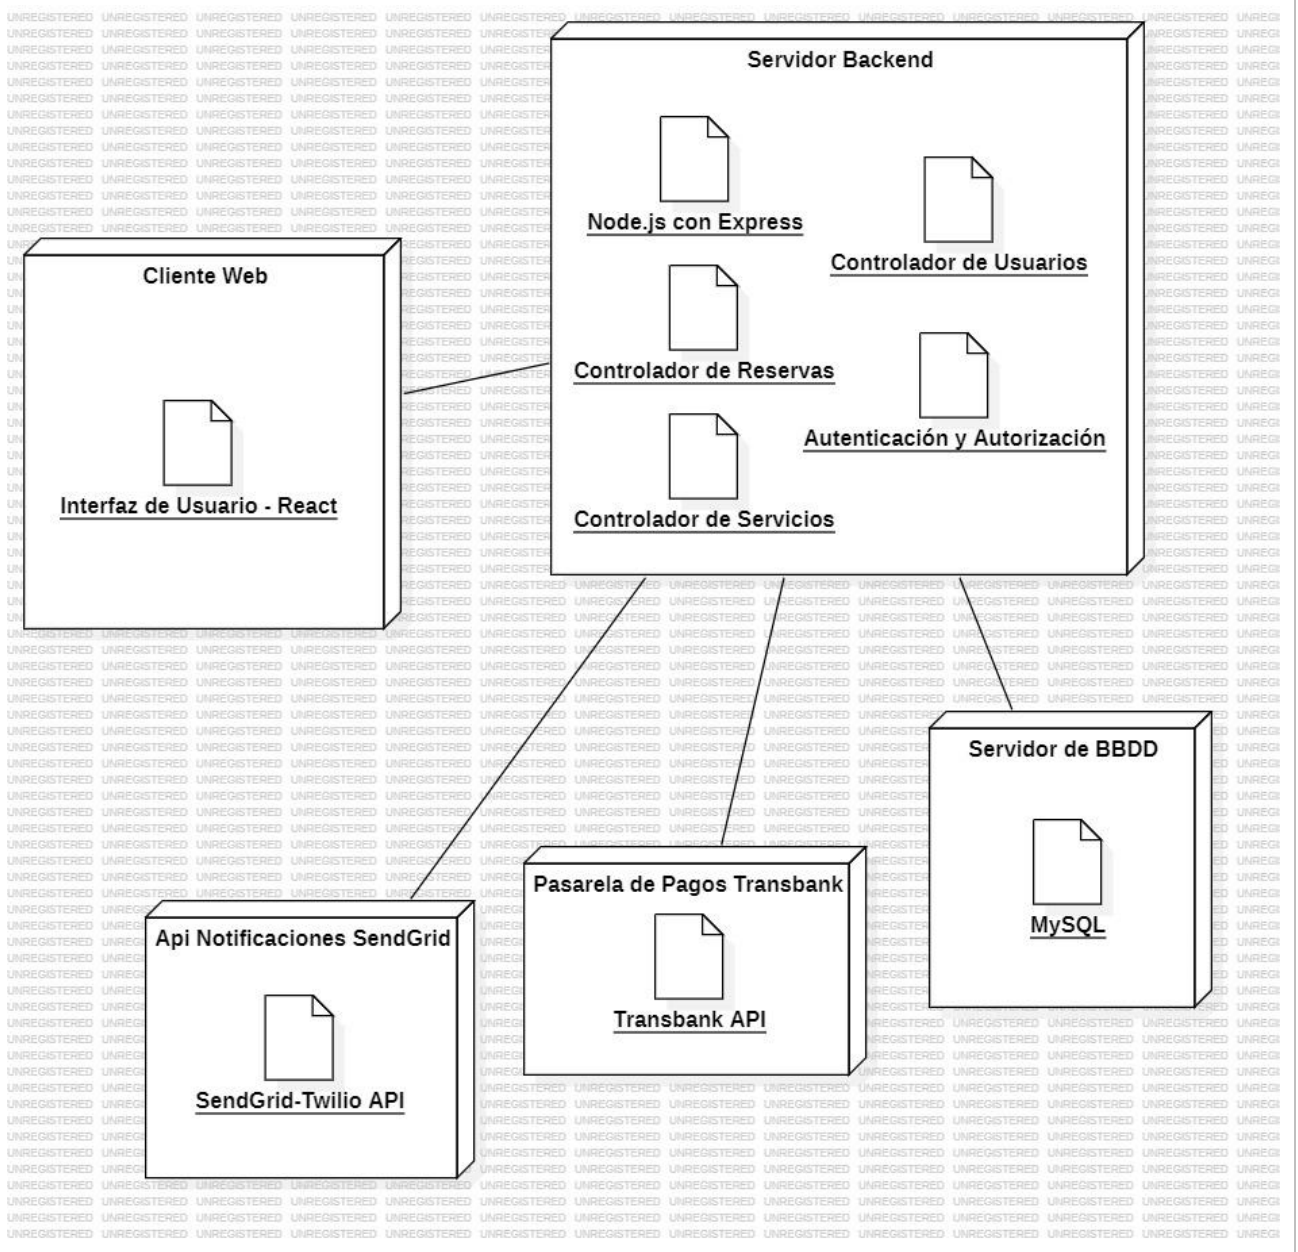 Servidor Backend
Node.js con Express
Controlador de Usuarios
Controlador de Reservas
Autenticación y Autorización
Controlador de Servicios
Cliente Web
Interfaz de Usuario - React
Servidor de BBDD
MySQL
Pasarela de Pagos Transbank
Transbank API
Api Notificaciones SendGrid
SendGrid-Twilio API
UNREGISTERED